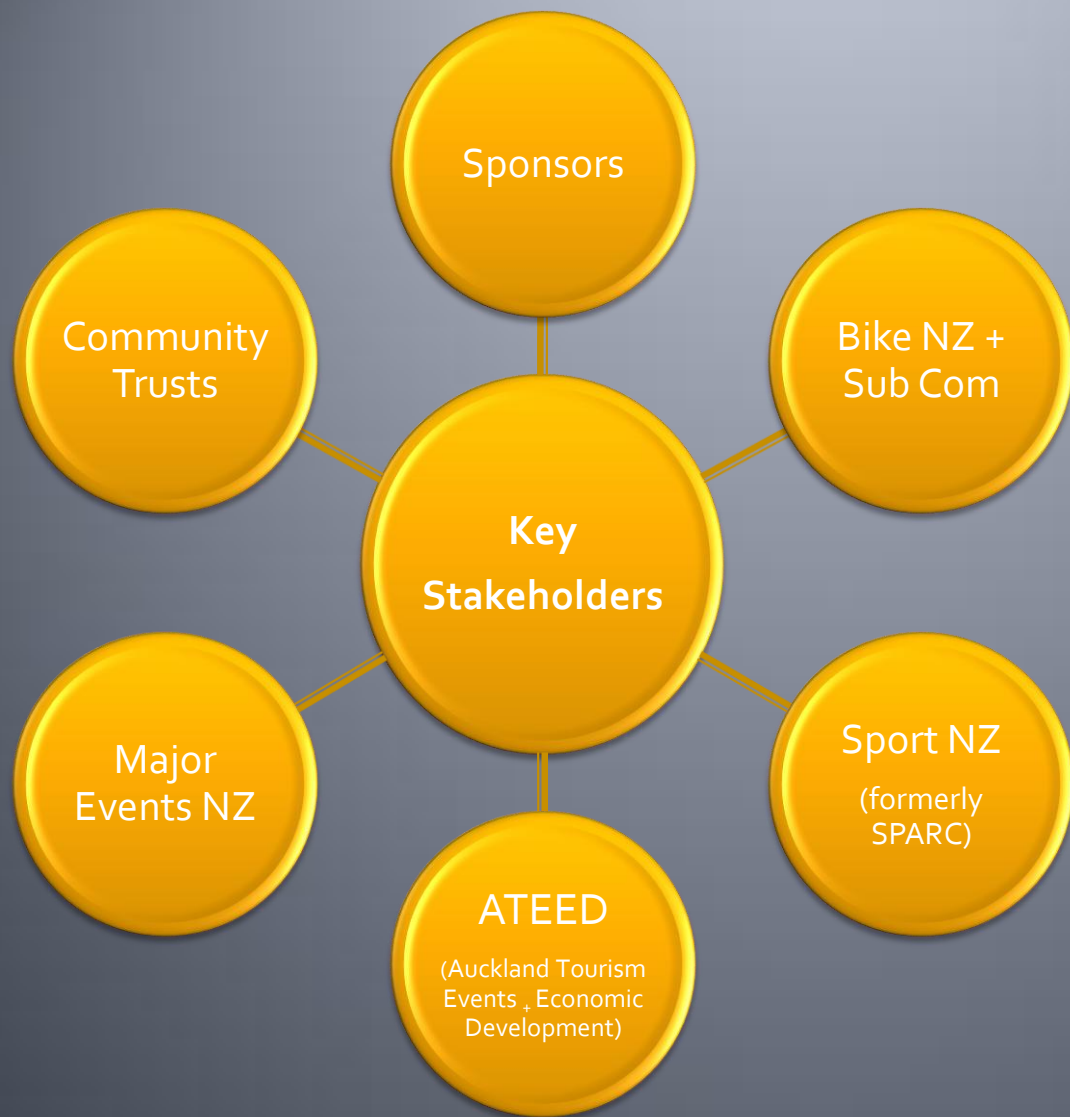 Sponsors
Community
Trusts
Bike NZ +
Sub Com
Key
Stakeholders
Major
Events NZ
Sport NZ
(formerly
SPARC)
ATEED
(Auckland Tourism
Events + Economic
Development)